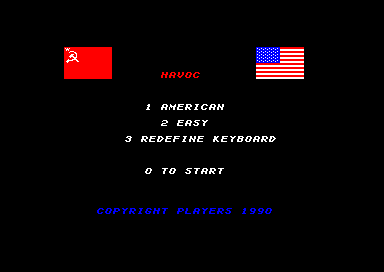 HAVOC
1 AMERICAN
2 EASY
3 REDEFINE KEYBOARD
0 TO START
COPYRIGHT PLAYERS 1990